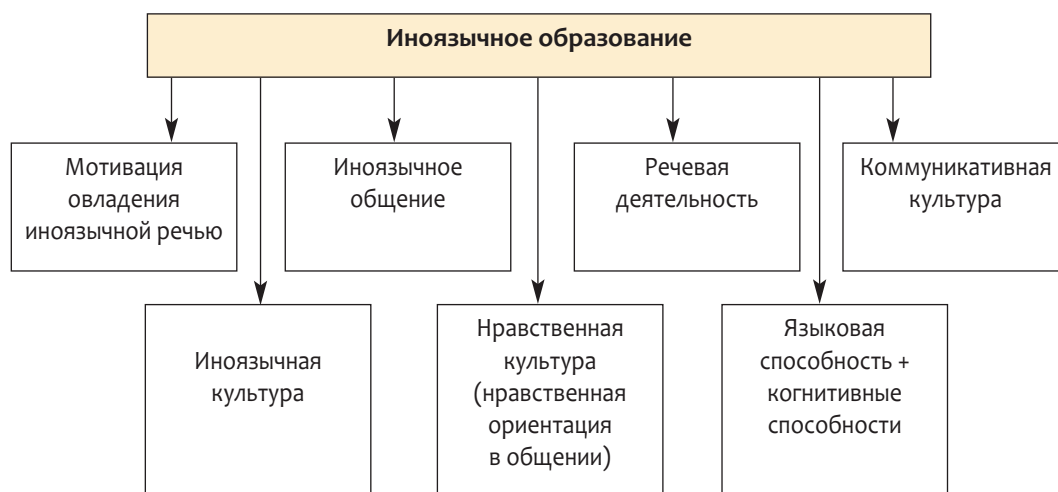 Иноязычное образование
Мотивация
овладения
иноязычной речью
Иноязычное
общение
Речевая
деятельность
Коммуникативная
культура
Иноязычная
культура
Нравственная
культура
(нравственная
ориентация
в общении)
Языковая
способность +
когнитивные
способности